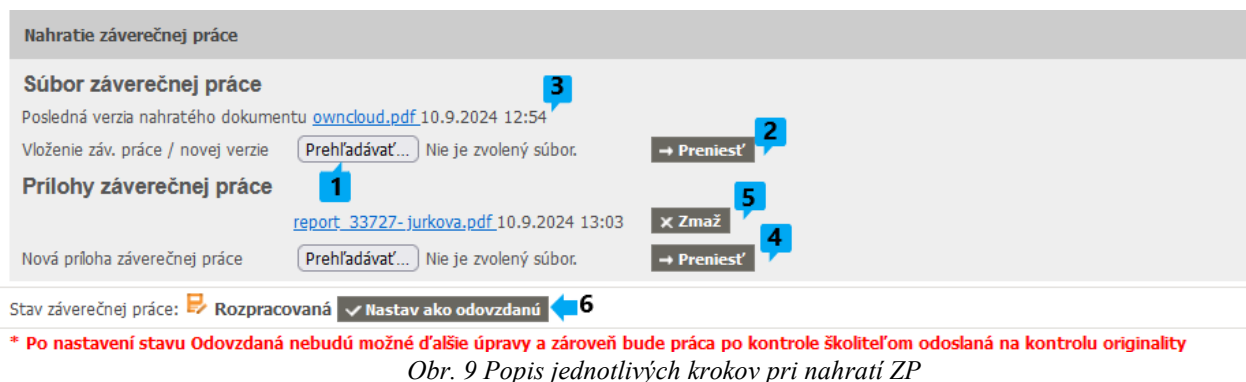 Nahratie záverečnej práce
Súbor záverečnej práce
3
Posledná verzia nahratého dokumentu owncloud.pdf 10.9.2024 12:54
2
Vloženie záv. práce / novej verzie Prehľadávať... Nie je zvolený súbor. → Preniesť
Prílohy záverečnej práce 1
5
report_33727-jurkova.pdf 10.9.2024 13:03 x Zmaž
4
Nová príloha záverečnej práce Prehľadávať... Nie je zvolený súbor. → Preniesť
Stav záverečnej práce: Rozpracovaná ✓ Nastav ako odovzdanú 6
* Po nastavení stavu Odovzdaná nebudú možné ďalšie úpravy a zároveň bude práca po kontrole školiteľom odoslaná na kontrolu originality
Obr. 9 Popis jednotlivých krokov pri nahratí ZP